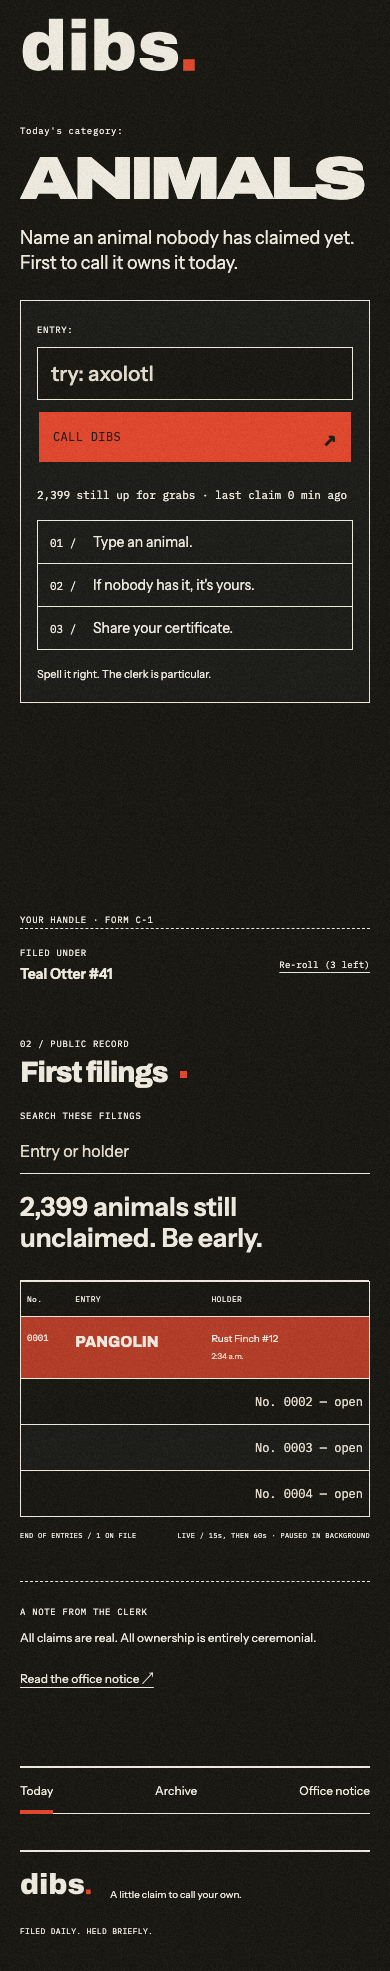 dibs.
Today's category:
ANIMALS
Name an animal nobody has claimed yet.
First to call it owns it today.
ENTRY:
try: axolotl
CALL DIBS ↗
2,399 still up for grabs · last claim 0 min ago
01 / Type an animal.
02 / If nobody has it, it's yours.
03 / Share your certificate.
Spell it right. The clerk is particular.
YOUR HANDLE · FORM C-1
FILED UNDER
Teal Otter #41
Re-roll (3 left)
02 / PUBLIC RECORD
First filings
SEARCH THESE FILINGS
Entry or holder
2,399 animals still
unclaimed. Be early.
No. ENTRY HOLDER
0001 PANGOLIN Rust Finch #12
2:34 a.m.
No. 0002 — open
No. 0003 — open
No. 0004 — open
END OF ENTRIES / 1 ON FILE LIVE / 15s, THEN 60s · PAUSED IN BACKGROUND
A NOTE FROM THE CLERK
All claims are real. All ownership is entirely ceremonial.
Read the office notice ↗
Today Archive Office notice
dibs. A little claim to call your own.
FILED DAILY. HELD BRIEFLY.